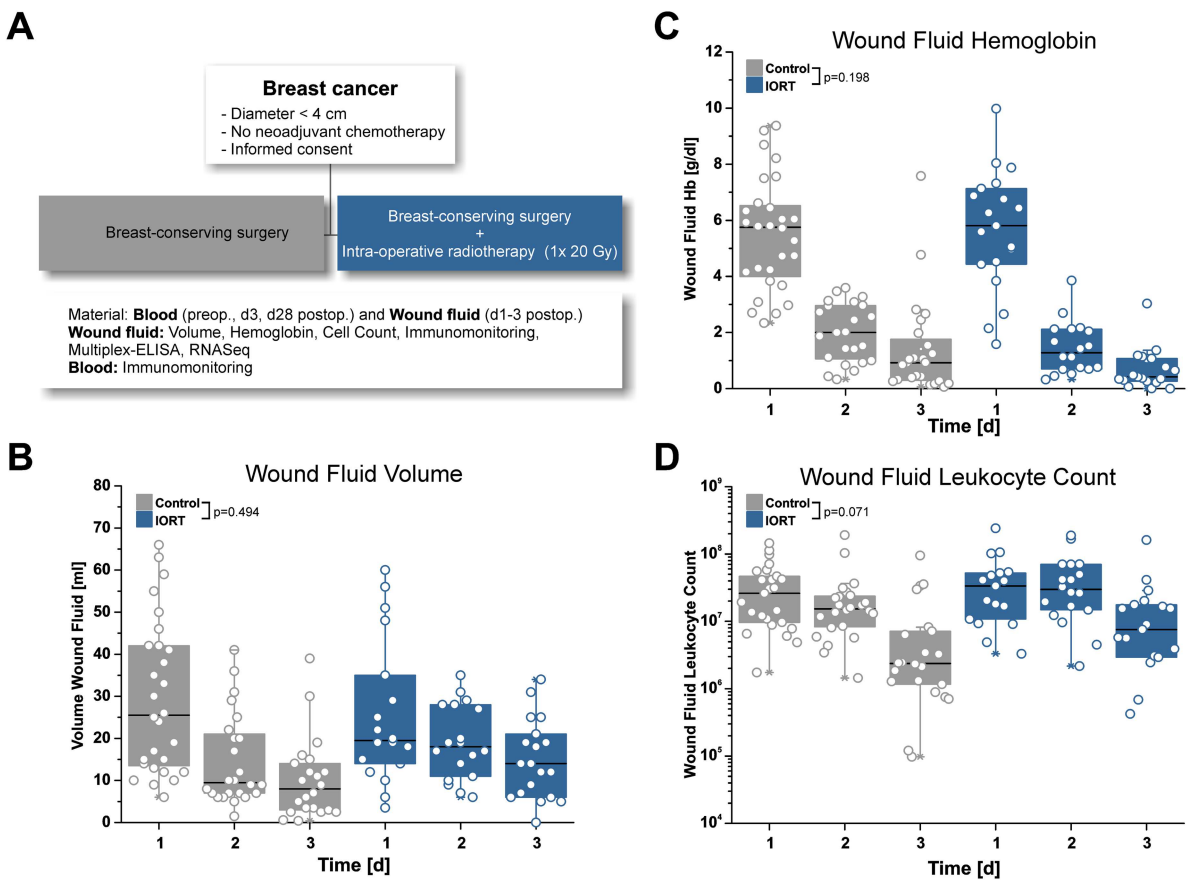 A
Breast cancer
- Diameter < 4 cm
- No neoadjuvant chemotherapy
- Informed consent
Breast-conserving surgery
Breast-conserving surgery
+
Intra-operative radiotherapy (1x 20 Gy)
Material: Blood (preop., d3, d28 postop.) and Wound fluid (d1-3 postop.)
Wound fluid: Volume, Hemoglobin, Cell Count, Immunomonitoring,
Multiplex-ELISA, RNASeq
Blood: Immunomonitoring
B
Wound Fluid Volume
Control
IORT
p=0.494
Volume Wound Fluid [ml]
80
70
60
50
40
30
20
10
0
1 2 3 1 2 3
Time [d]
C
Wound Fluid Hemoglobin
Control
IORT
p=0.198
Wound Fluid Hb [g/dl]
12
10
8
6
4
2
0
1 2 3 1 2 3
Time [d]
D
Wound Fluid Leukocyte Count
Control
IORT
p=0.071
Wound Fluid Leukocyte Count
10⁹
10⁸
10⁷
10⁶
10⁵
10⁴
1 2 3 1 2 3
Time [d]